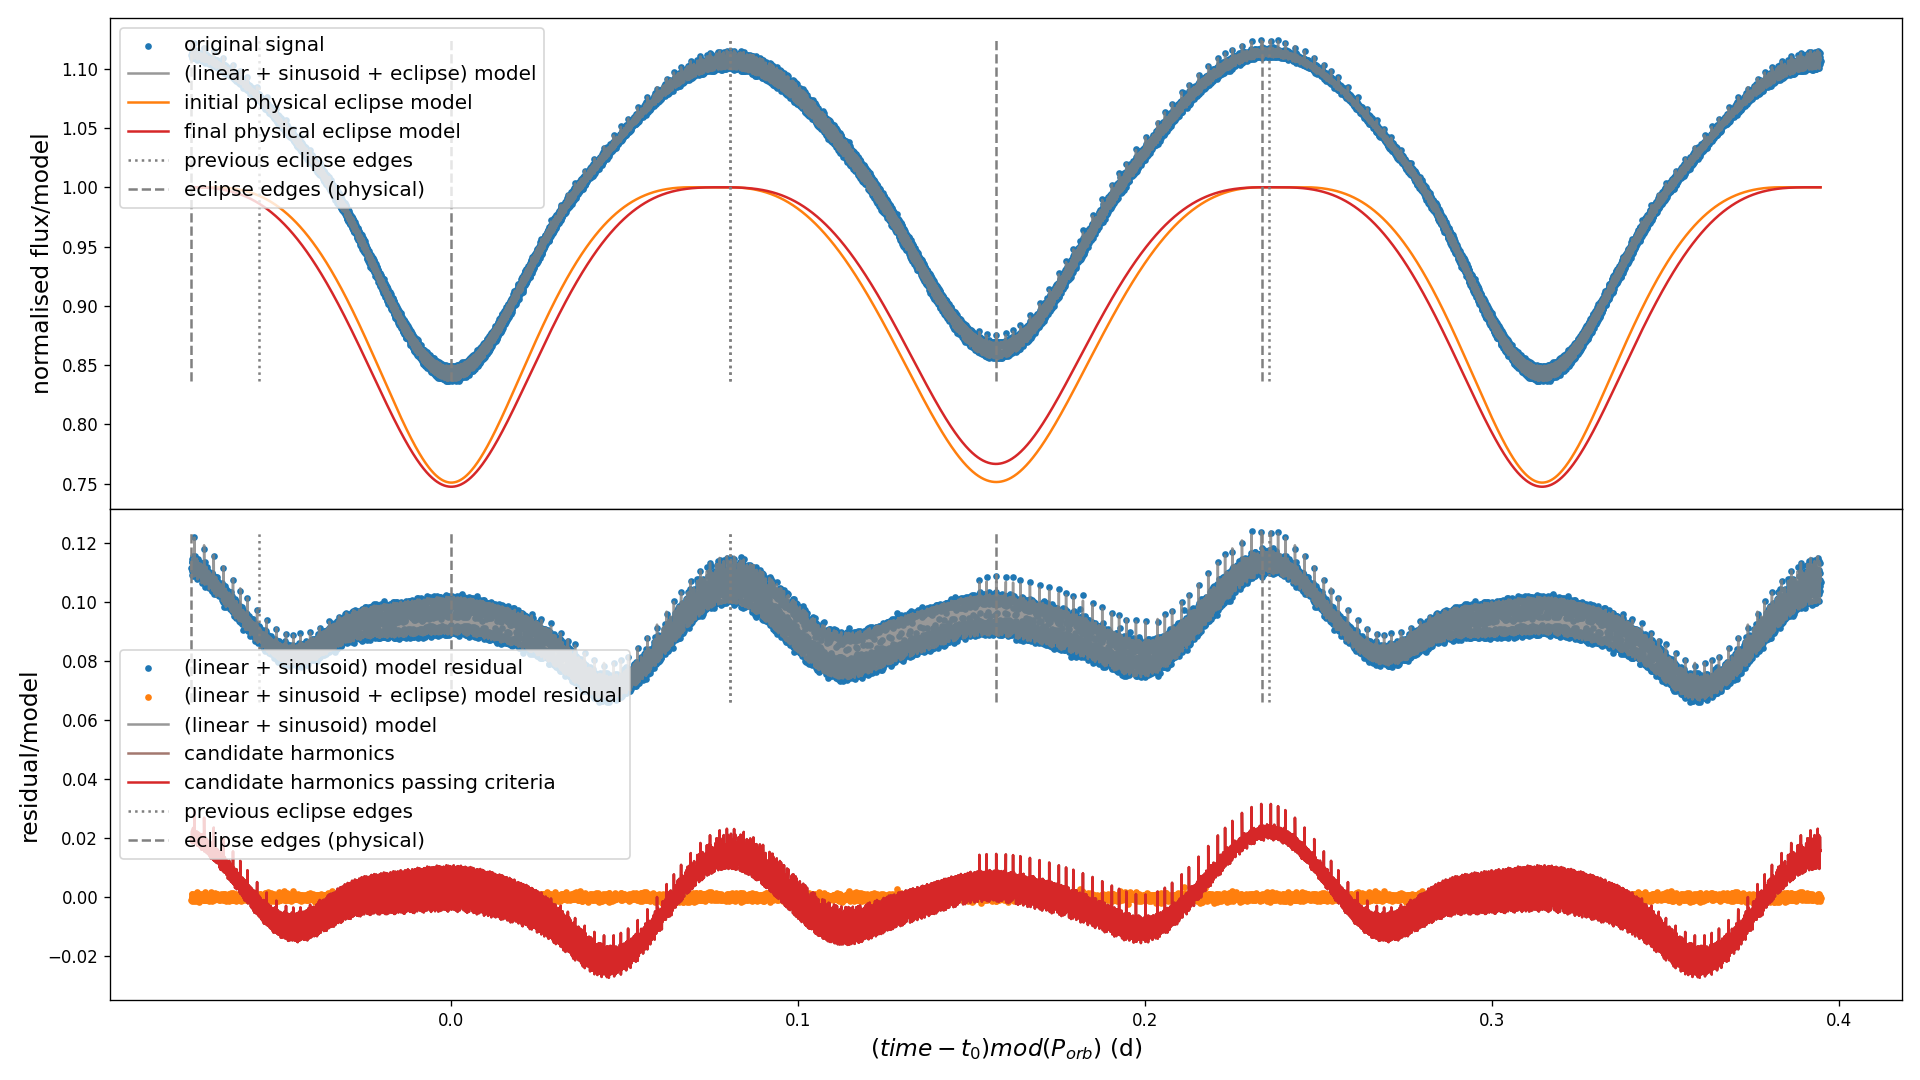 normalised flux/model
1.10
1.05
1.00
0.95
0.90
0.85
0.80
0.75
original signal
(linear + sinusoid + eclipse) model
initial physical eclipse model
final physical eclipse model
previous eclipse edges
eclipse edges (physical)
residual/model
0.12
0.10
0.08
0.06
0.04
0.02
0.00
−0.02
(linear + sinusoid) model residual
(linear + sinusoid + eclipse) model residual
(linear + sinusoid) model
candidate harmonics
candidate harmonics passing criteria
previous eclipse edges
eclipse edges (physical)
0.0 0.1 0.2 0.3 0.4
(time − t₀)mod(Pₒᵣb) (d)